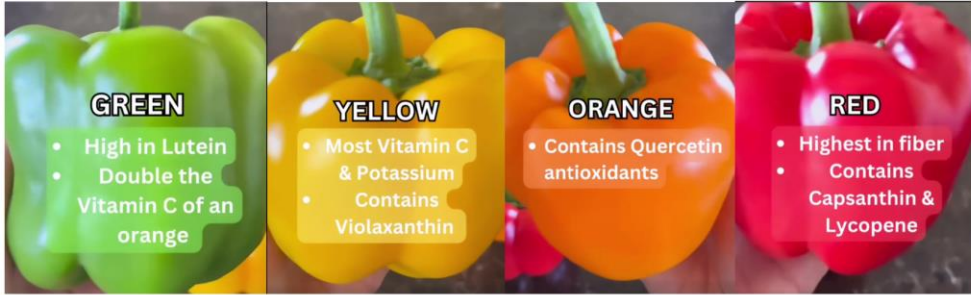 GREEN
• High in Lutein
• Double the
Vitamin C of an
orange
YELLOW
• Most Vitamin C
& Potassium
• Contains
Violaxanthin
ORANGE
• Contains Quercetin
antioxidants
RED
• Highest in fiber
• Contains
Capsanthin &
Lycopene